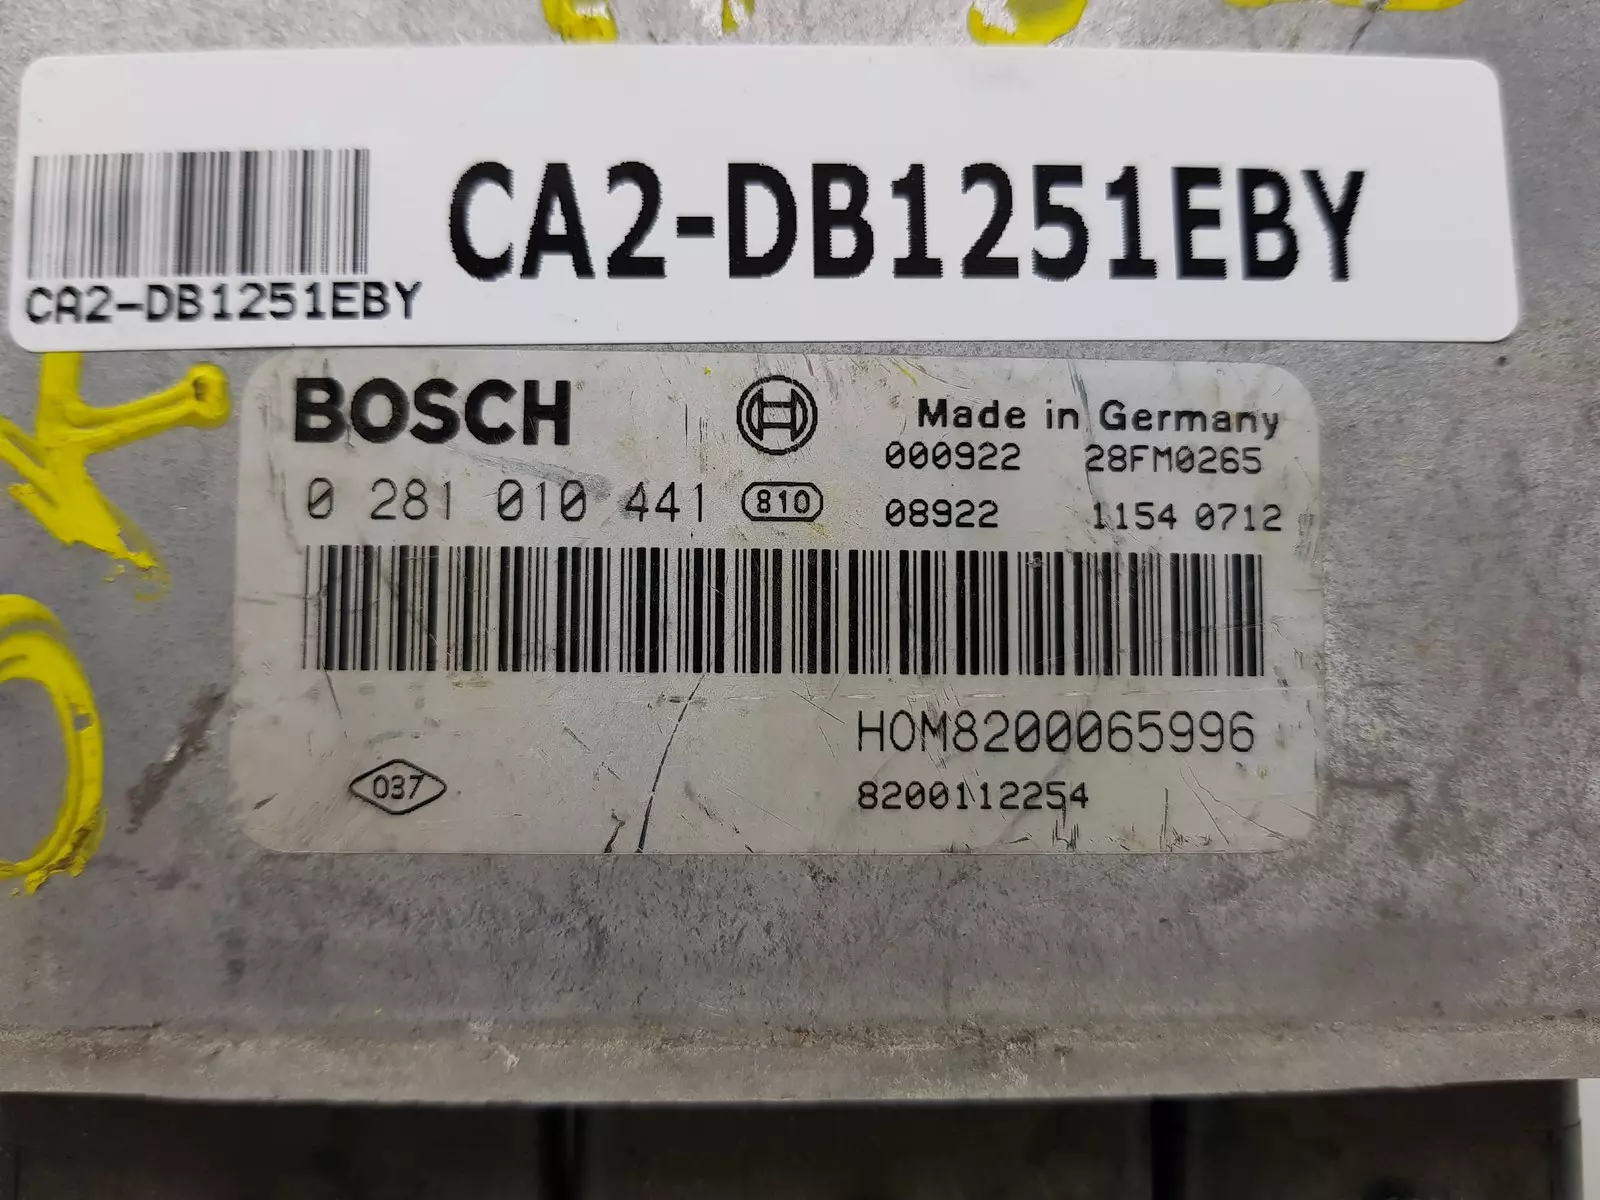 CA2-DB1251EBY
CA2-DB1251EBY
BOSCH
Made in Germany
000922 28FM0265
0 281 010 441 810
08922 1154 0712
HOM8200065996
037
8200112254